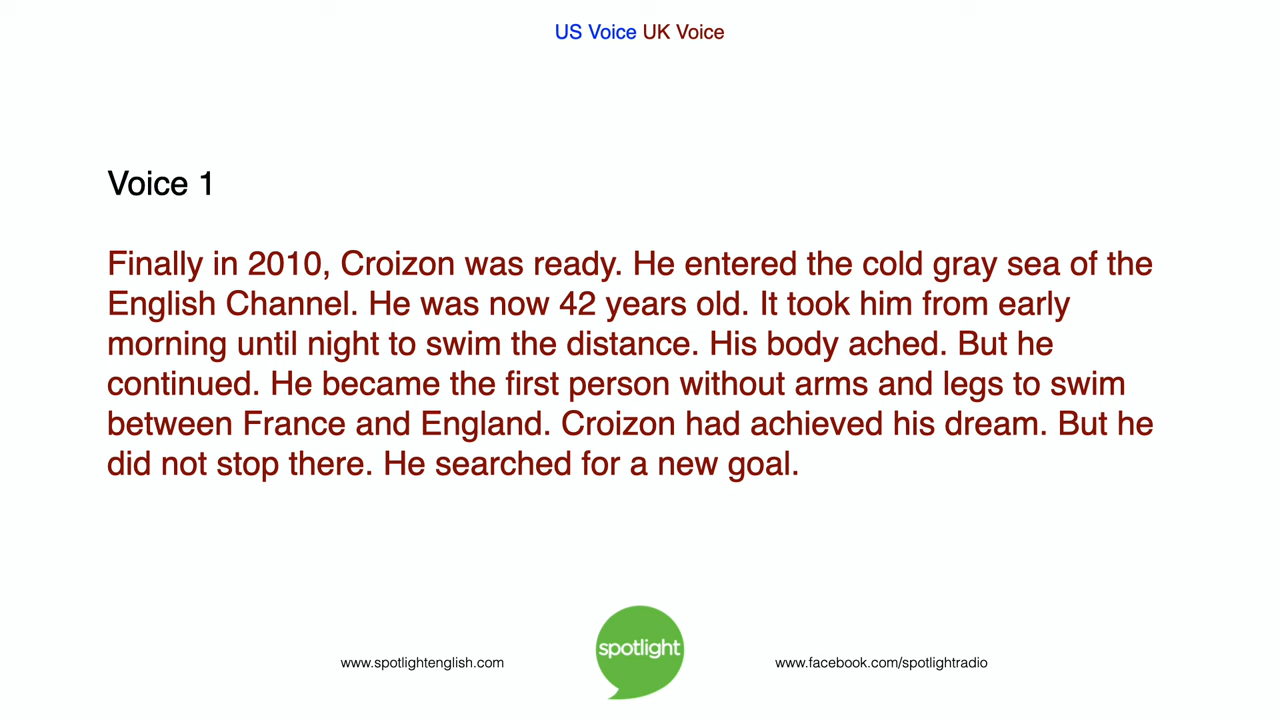 US Voice UK Voice
Voice 1
Finally in 2010, Croizon was ready. He entered the cold gray sea of the
English Channel. He was now 42 years old. It took him from early
morning until night to swim the distance. His body ached. But he
continued. He became the first person without arms and legs to swim
between France and England. Croizon had achieved his dream. But he
did not stop there. He searched for a new goal.
www.spotlightenglish.com
spotlight
www.facebook.com/spotlightradio